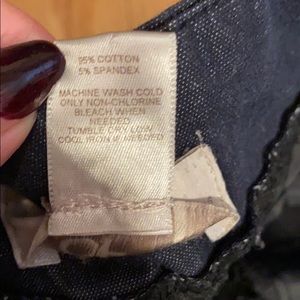 95% COTTON
5% SPANDEX
MACHINE WASH COLD
ONLY NON-CHLORINE
BLEACH WHEN
NEEDED
TUMBLE DRY LOW
COOL IRON IF NEEDED